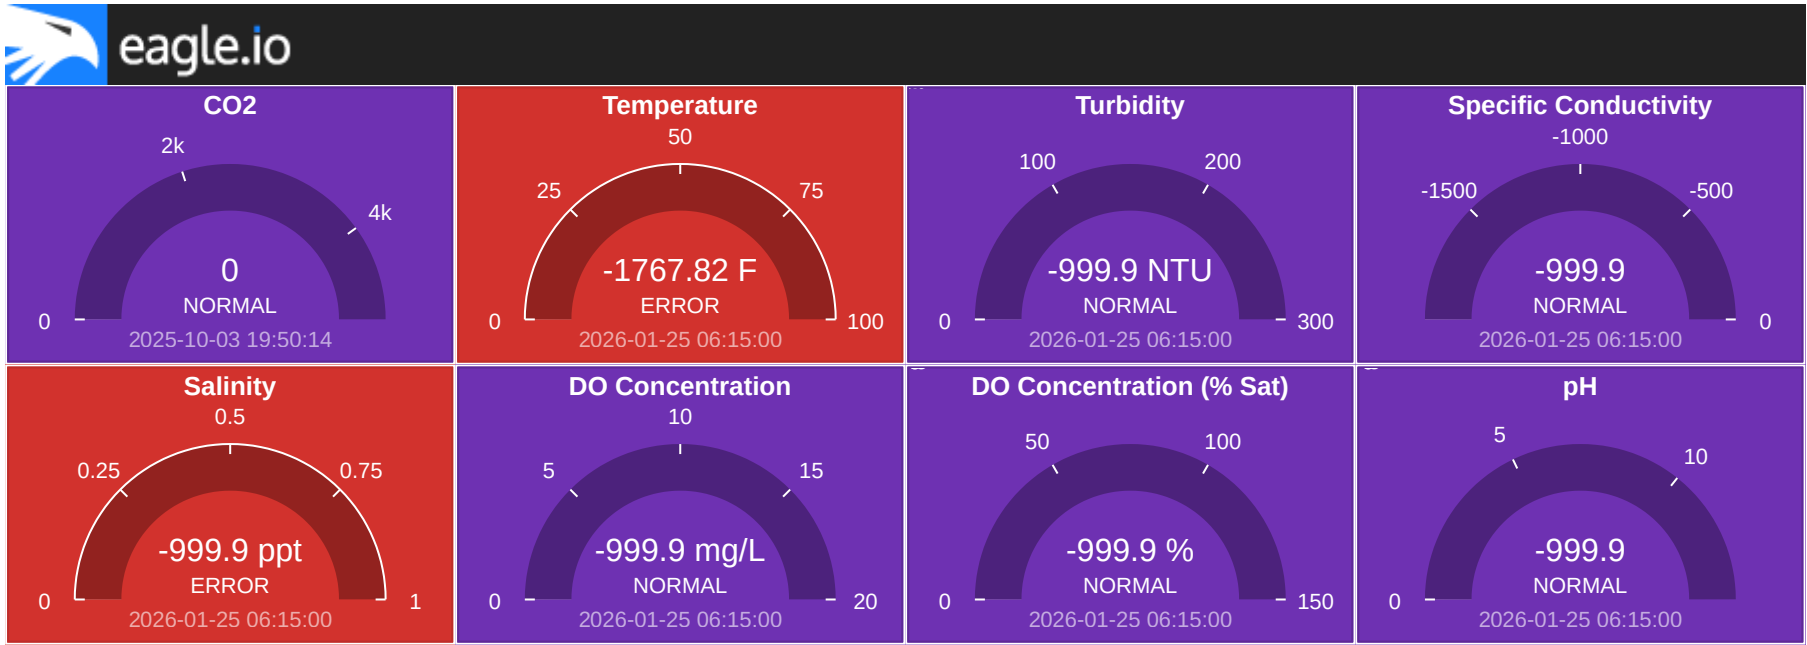 eagle.io
CO2
2k
4k
0
NORMAL
0
2025-10-03 19:50:14
Temperature
50
25
75
-1767.82 F
ERROR
0
100
2026-01-25 06:15:00
Turbidity
100
200
-999.9 NTU
NORMAL
0
300
2026-01-25 06:15:00
Specific Conductivity
-1000
-1500
-500
-999.9
NORMAL
0
2026-01-25 06:15:00
Salinity
0.5
0.25
0.75
-999.9 ppt
ERROR
0
1
2026-01-25 06:15:00
DO Concentration
10
5
15
-999.9 mg/L
NORMAL
0
20
2026-01-25 06:15:00
DO Concentration (% Sat)
50
100
-999.9 %
NORMAL
0
150
2026-01-25 06:15:00
pH
5
10
-999.9
NORMAL
0
2026-01-25 06:15:00